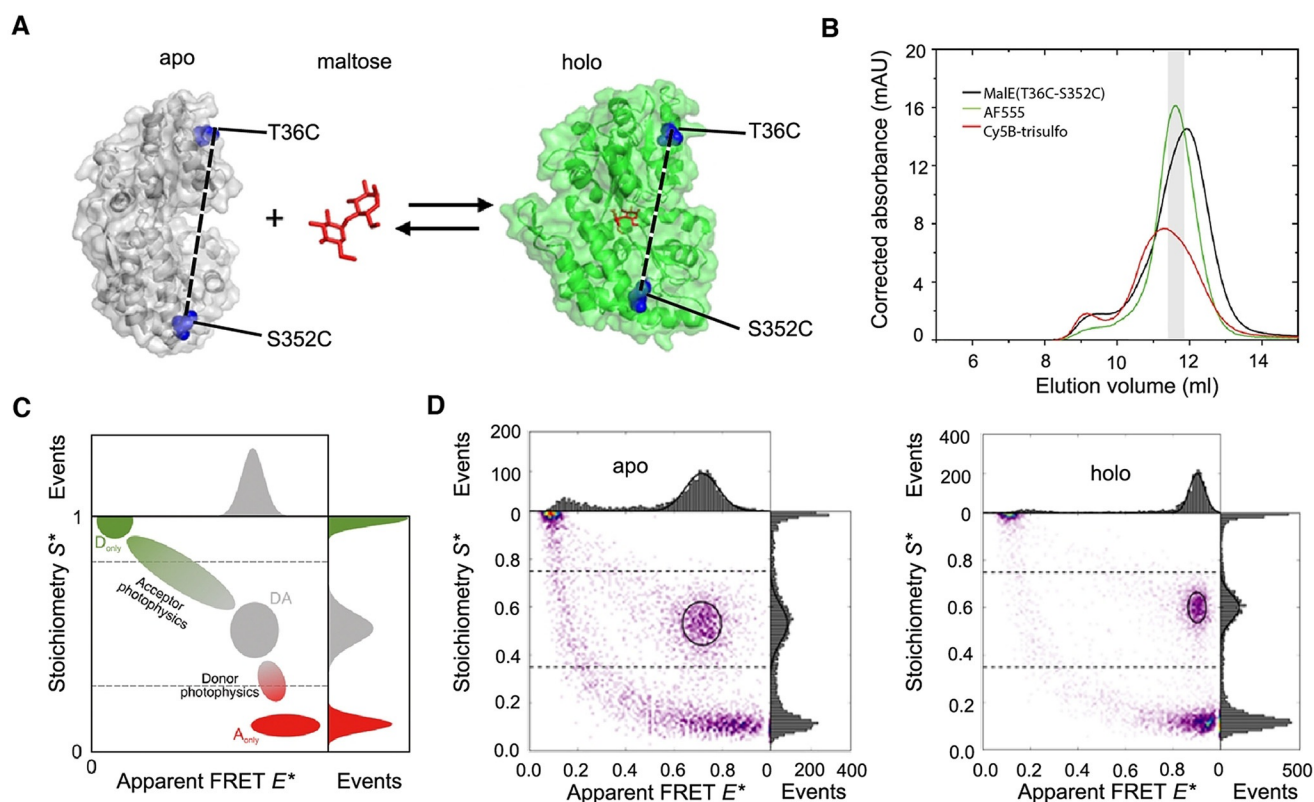 A
apo
maltose
holo
T36C
S352C
+
T36C
S352C
B
Corrected absorbance (mAU)
20
16
12
8
4
0
MalE(T36C-S352C)
AF555
Cy5B-trisulfo
6 8 10 12 14
Elution volume (ml)
C
Events
Stoichiometry S*
1
0
Donly
Acceptor
photophysics
DA
Donor
photophysics
Aonly
0
Apparent FRET E*
Events
D
Events
200
100
0
apo
Stoichiometry S*
0.8
0.6
0.4
0.2
0.0
0.0 0.2 0.4 0.6 0.8 0 400
Apparent FRET E* Events
Events
400
200
0
holo
Stoichiometry S*
0.8
0.6
0.4
0.2
0.0
0.0 0.2 0.4 0.6 0.8 0 500
Apparent FRET E* Events